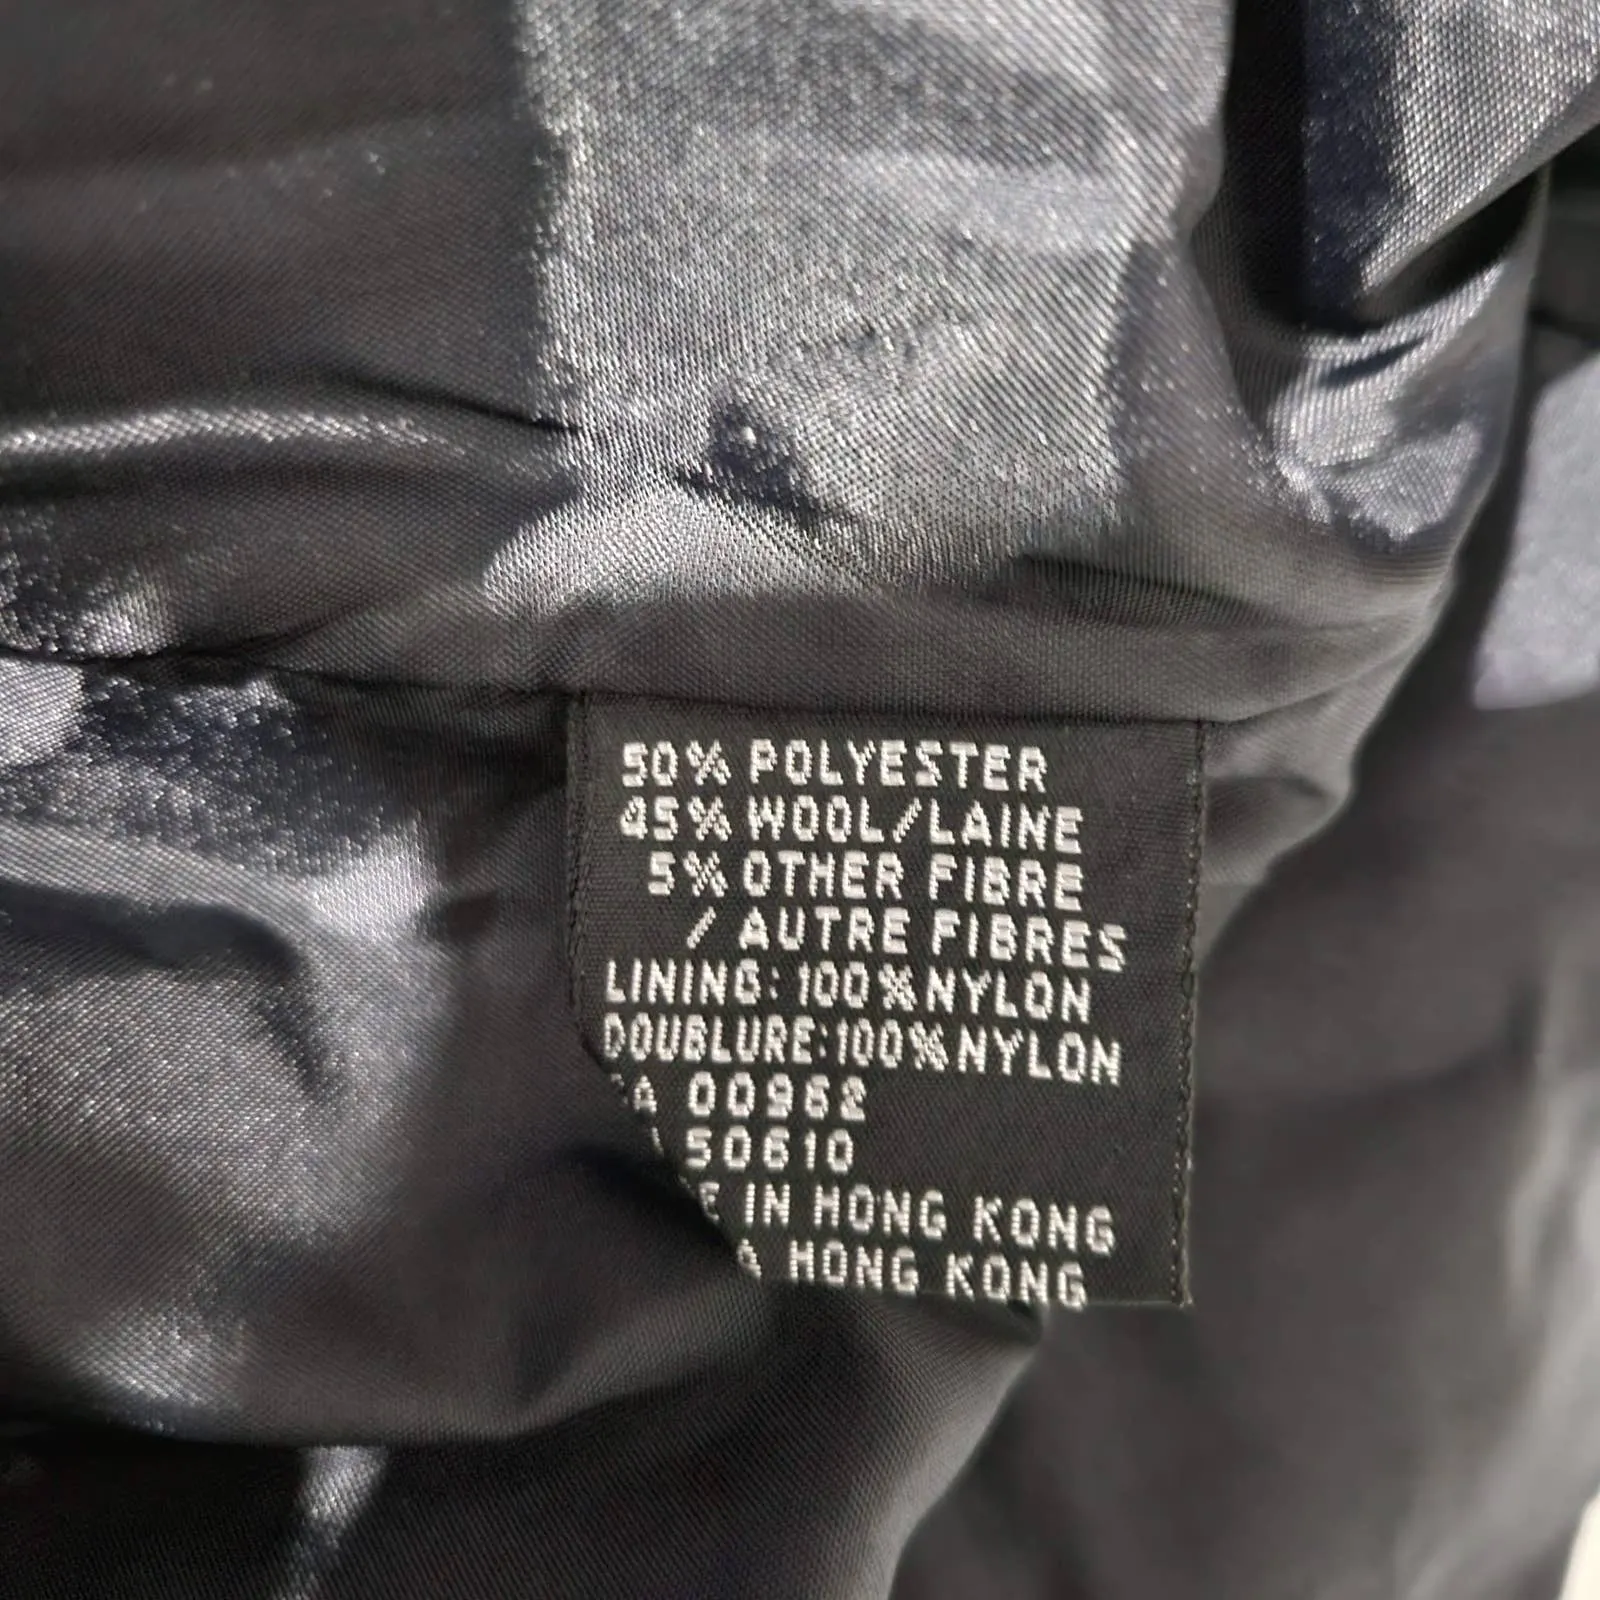 50% POLYESTER
45% WOOL/LAINE
5% OTHER FIBRE
/ AUTRE FIBRES
LINING: 100% NYLON
DOUBLURE: 100% NYLON
00962
50610
IN HONG KONG
HONG KONG